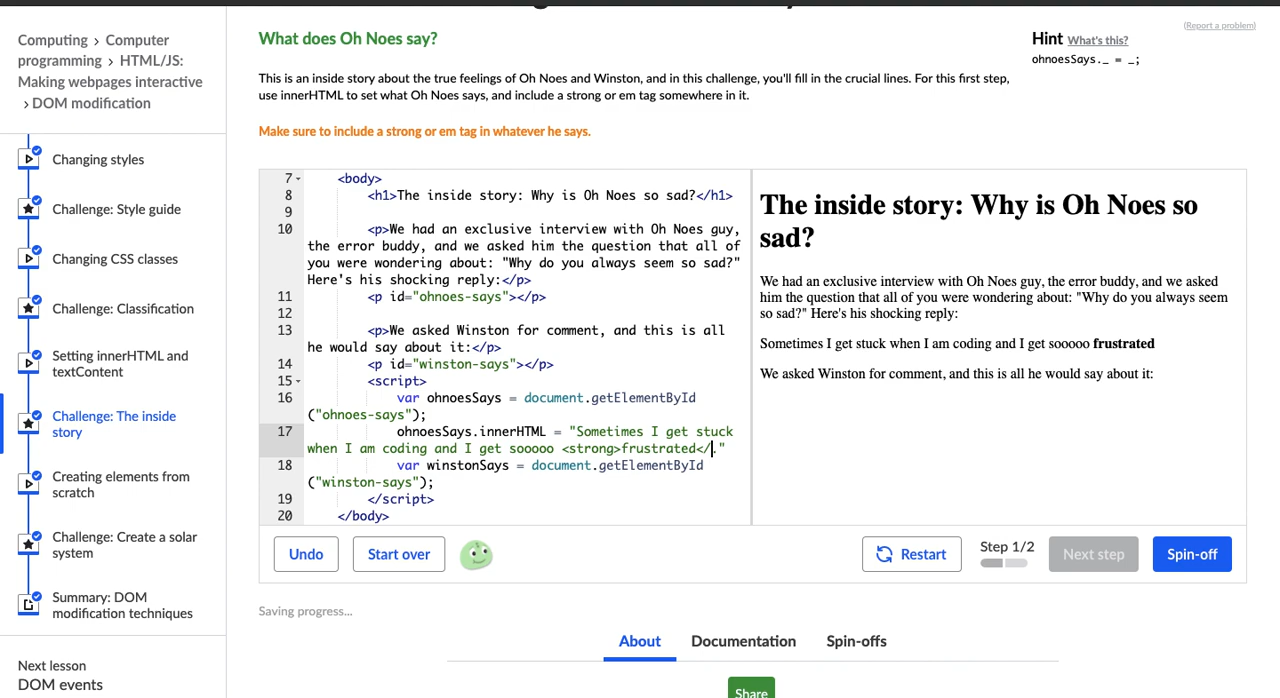 Computing › Computer
programming › HTML/JS:
Making webpages interactive
› DOM modification
Changing styles
Challenge: Style guide
Changing CSS classes
Challenge: Classification
Setting innerHTML and
textContent
Challenge: The inside
story
Creating elements from
scratch
Challenge: Create a solar
system
Summary: DOM
modification techniques
Next lesson
DOM events
What does Oh Noes say?
This is an inside story about the true feelings of Oh Noes and Winston, and in this challenge, you'll fill in the crucial lines. For this first step,
use innerHTML to set what Oh Noes says, and include a strong or em tag somewhere in it.
Make sure to include a strong or em tag in whatever he says.
(Report a problem)
Hint What's this?
ohnoesSays._ = _;
7 <body>
8 <h1>The inside story: Why is Oh Noes so sad?</h1>
9
10 <p>We had an exclusive interview with Oh Noes guy,
the error buddy, and we asked him the question that all of
you were wondering about: "Why do you always seem so sad?"
Here's his shocking reply:</p>
11 <p id="ohnoes-says"></p>
12
13 <p>We asked Winston for comment, and this is all
he would say about it:</p>
14 <p id="winston-says"></p>
15 <script>
16 var ohnoesSays = document.getElementById
("ohnoes-says");
17 ohnoesSays.innerHTML = "Sometimes I get stuck
when I am coding and I get sooooo <strong>frustrated</."
18 var winstonSays = document.getElementById
("winston-says");
19 </script>
20 </body>
The inside story: Why is Oh Noes so
sad?
We had an exclusive interview with Oh Noes guy, the error buddy, and we asked
him the question that all of you were wondering about: "Why do you always seem
so sad?" Here's his shocking reply:
Sometimes I get stuck when I am coding and I get sooooo frustrated
We asked Winston for comment, and this is all he would say about it:
Undo
Start over
Restart
Step 1/2
Next step
Spin-off
Saving progress...
About
Documentation
Spin-offs
Share